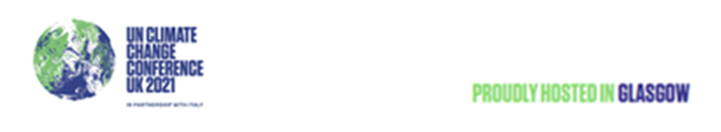 UN CLIMATE
CHANGE
CONFERENCE
UK 2021
IN PARTNERSHIP WITH ITALY
PROUDLY HOSTED IN GLASGOW